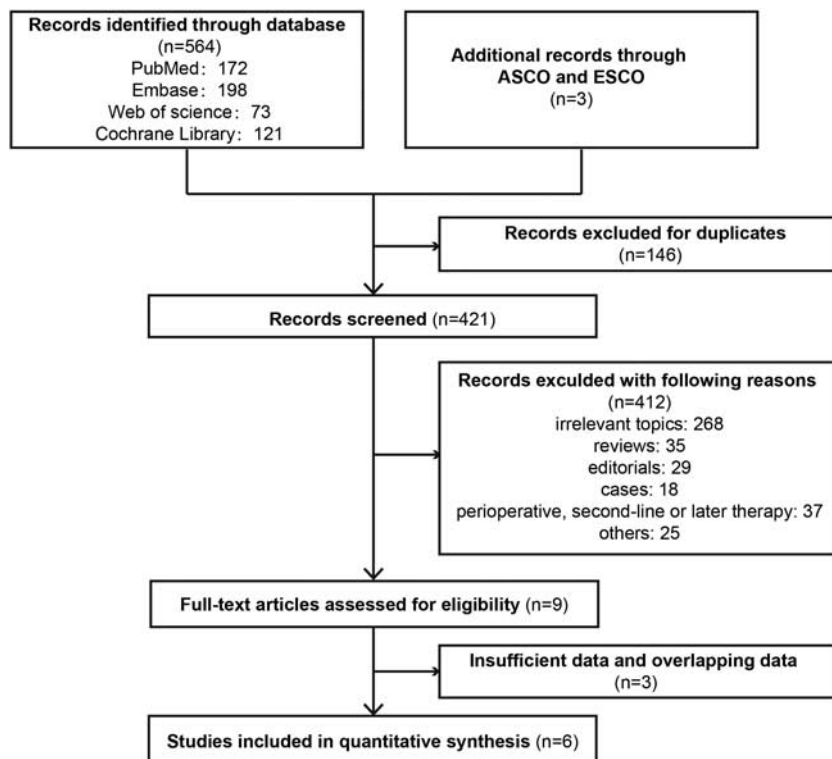 Records identified through database
(n=564)
PubMed: 172
Embase: 198
Web of science: 73
Cochrane Library: 121
Additional records through
ASCO and ESCO
(n=3)
Records excluded for duplicates
(n=146)
Records screened (n=421)
Records exculded with following reasons
(n=412)
irrelevant topics: 268
reviews: 35
editorials: 29
cases: 18
perioperative, second-line or later therapy: 37
others: 25
Full-text articles assessed for eligibility (n=9)
Insufficient data and overlapping data
(n=3)
Studies included in quantitative synthesis (n=6)